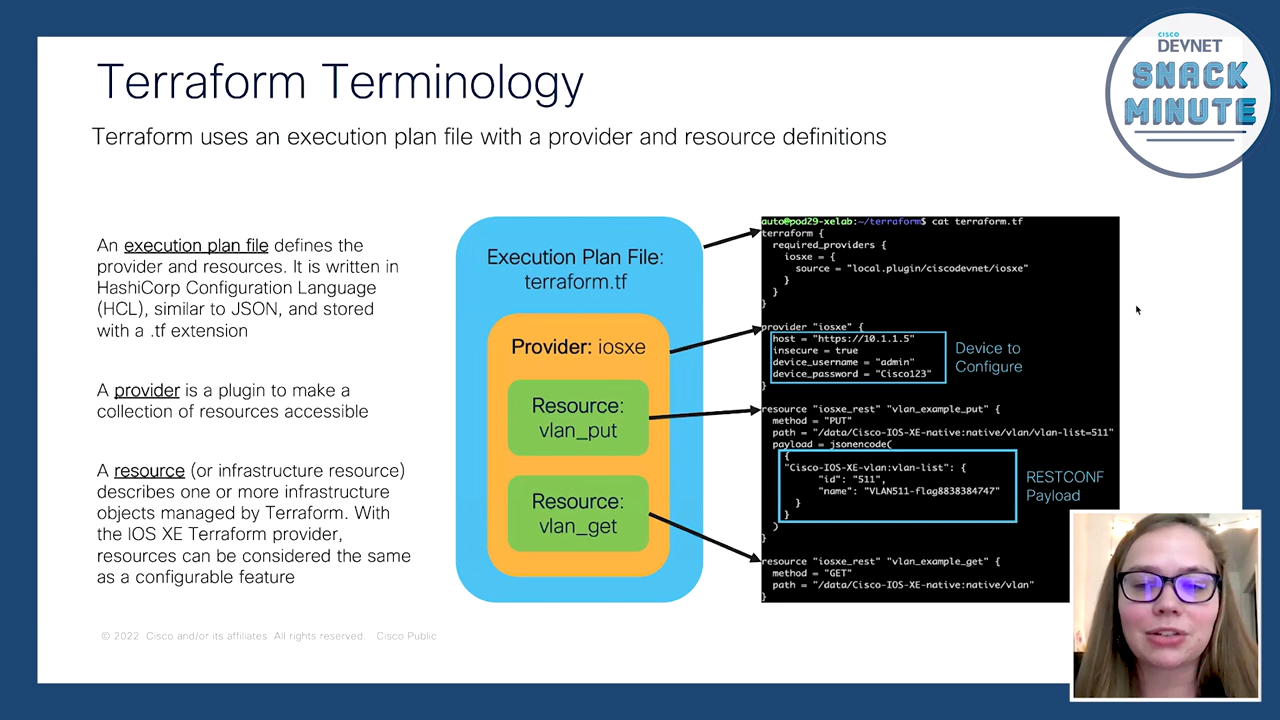 Terraform Terminology
Terraform uses an execution plan file with a provider and resource definitions
CISCO
DEVNET
SNACK
MINUTE
An execution plan file defines the
provider and resources. It is written in
HashiCorp Configuration Language
(HCL), similar to JSON, and stored
with a .tf extension
A provider is a plugin to make a
collection of resources accessible
A resource (or infrastructure resource)
describes one or more infrastructure
objects managed by Terraform. With
the IOS XE Terraform provider,
resources can be considered the same
as a configurable feature
Execution Plan File:
terraform.tf
Provider: iosxe
Resource:
vlan_put
Resource:
vlan_get
auto@pod29-xelab:~/terraform$ cat terraform.tf
terraform {
required_providers {
iosxe = {
source = "local.plugin/ciscodevnet/iosxe"
}
}
}
provider "iosxe" {
host = "https://10.1.1.5"
insecure = true
device_username = "admin"
device_password = "Cisco123"
}
Device to
Configure
resource "iosxe_rest" "vlan_example_put" {
method = "PUT"
path = "/data/Cisco-IOS-XE-native:native/vlan/vlan-list=511"
payload = jsonencode(
{
"Cisco-IOS-XE-vlan:vlan-list": {
"id": "511",
"name": "VLAN511-flag8838384747"
}
}
)
}
RESTCONF
Payload
resource "iosxe_rest" "vlan_example_get" {
method = "GET"
path = "/data/Cisco-IOS-XE-native:native/vlan"
}
© 2022 Cisco and/or its affiliates. All rights reserved. Cisco Public